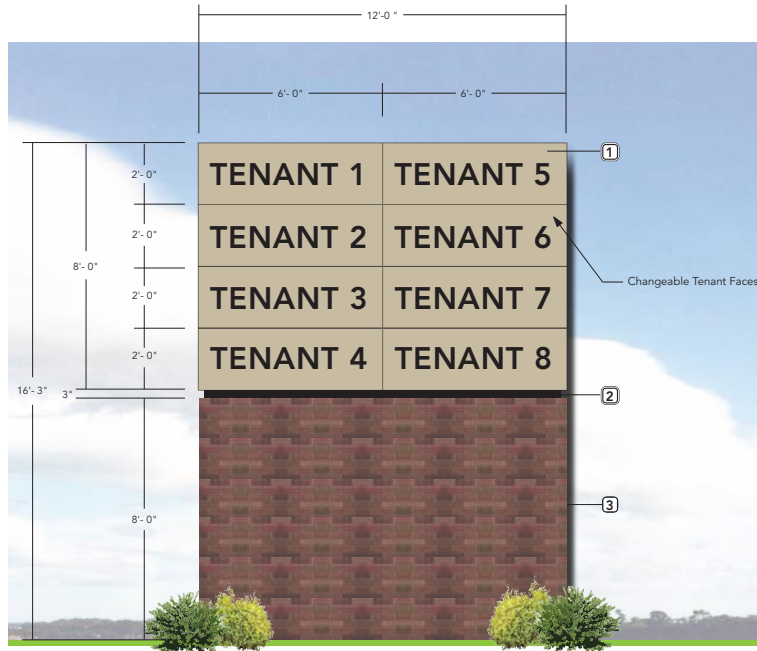 12'-0 "
6'- 0"
6'- 0"
1
2'- 0"
TENANT 1
TENANT 5
2'- 0"
TENANT 2
TENANT 6
8'- 0"
Changeable Tenant Faces
2'- 0"
TENANT 3
TENANT 7
2'- 0"
TENANT 4
TENANT 8
16'- 3"
3"
2
3
8'- 0"